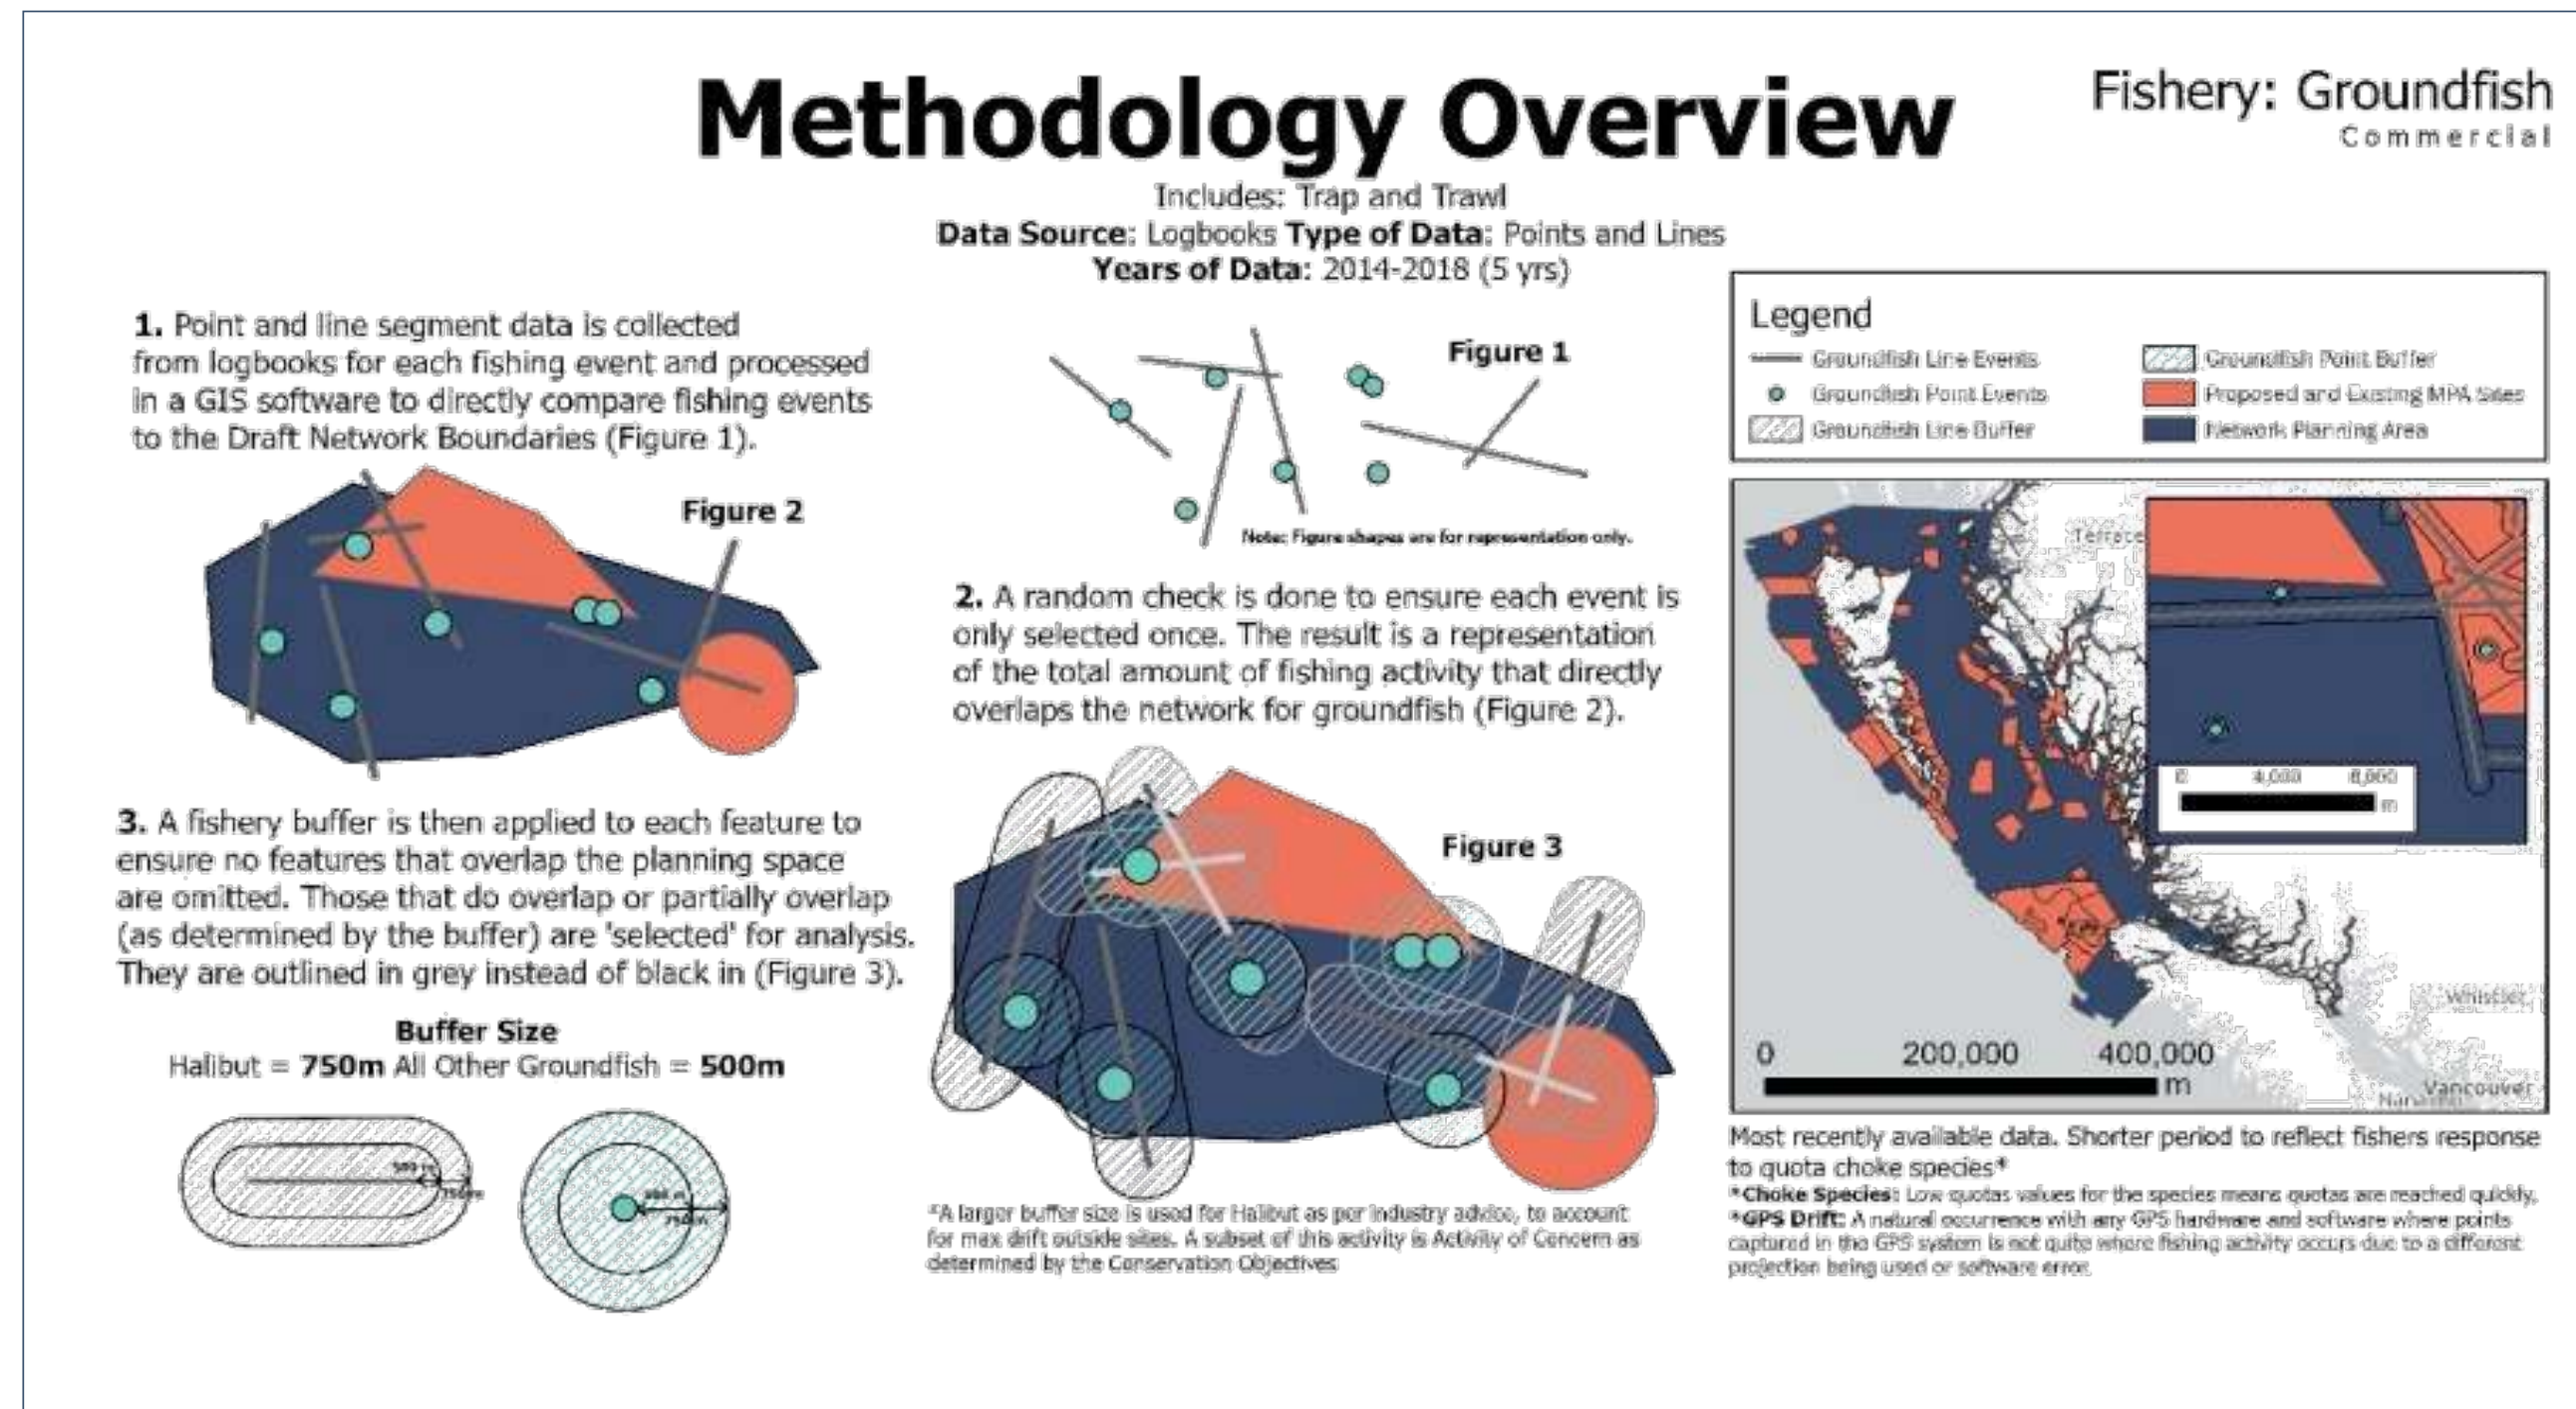 Methodology Overview
Fishery: Groundfish
Commercial
Includes: Trap and Trawl
Data Source: Logbooks Type of Data: Points and Lines
Years of Data: 2014-2018 (5 yrs)
1. Point and line segment data is collected
from logbooks for each fishing event and processed
in a GIS software to directly compare fishing events
to the Draft Network Boundaries (Figure 1).
Figure 1
Note: Figure shapes are for representation only.
Figure 2
2. A random check is done to ensure each event is
only selected once. The result is a representation
of the total amount of fishing activity that directly
overlaps the network for groundfish (Figure 2).
3. A fishery buffer is then applied to each feature to
ensure no features that overlap the planning space
are omitted. Those that do overlap or partially overlap
(as determined by the buffer) are 'selected' for analysis.
They are outlined in grey instead of black in (Figure 3).
Buffer Size
Halibut = 750m All Other Groundfish = 500m
500 m
750m
500 m
750m
Figure 3
*A larger buffer size is used for Halibut as per industry advice, to account
for max drift outside sites. A subset of this activity is Activity of Concern as
determined by the Conservation Objectives
Legend
Groundfish Line Events
Groundfish Point Events
Groundfish Line Buffer
Groundfish Point Buffer
Proposed and Existing MPA Sites
Network Planning Area
Terrace
0 4,000 8,000
m
Whistler
Vancouver
0 200,000 400,000
m
Most recently available data. Shorter period to reflect fishers response
to quota choke species*
*Choke Species: Low quotas values for the species means quotas are reached quickly.
*GPS Drift: A natural occurrence with any GPS hardware and software where points
captured in the GPS system is not quite where fishing activity occurs due to a different
projection being used or software error.